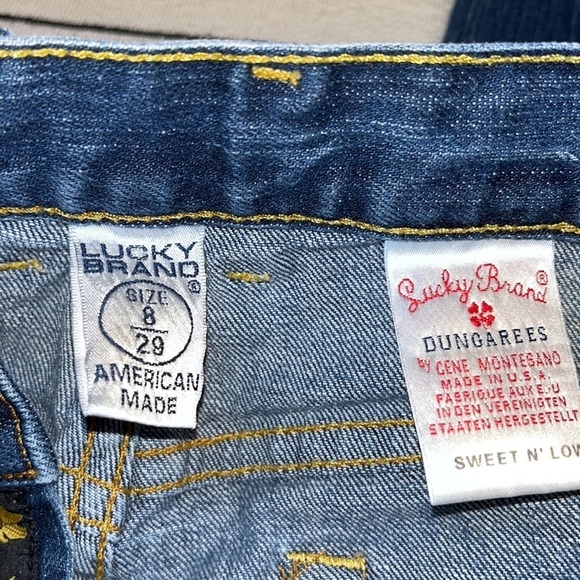 LUCKY
BRAND®
SIZE
8
29
AMERICAN
MADE
Lucky Brand®
DUNGAREES
by GENE MONTESANO
MADE IN U.S.A.
FABRIQUE AUX E.-U
IN DEN VEREINIGTEN
STAATEN HERGESTELLT
SWEET N' LOW